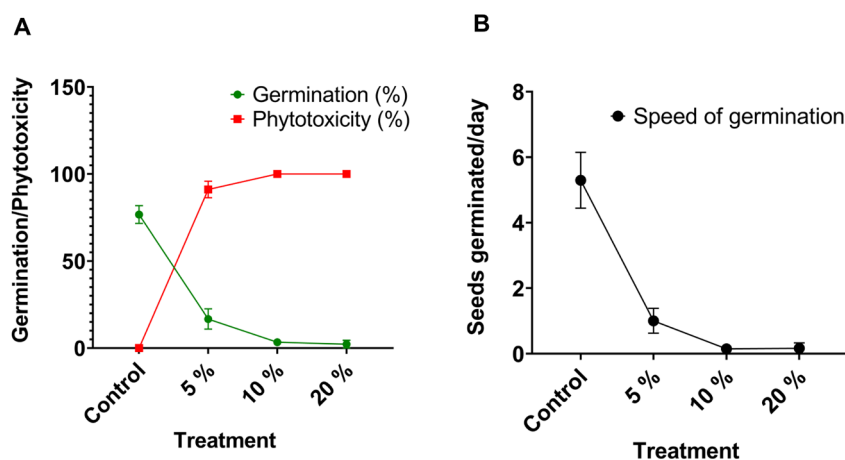 A
Germination/Phytotoxicity
150
100
50
0
Germination (%)
Phytotoxicity (%)
Control
5 %
10 %
20 %
Treatment
B
Seeds germinated/day
8
6
4
2
0
Speed of germination
Control
5 %
10 %
20 %
Treatment